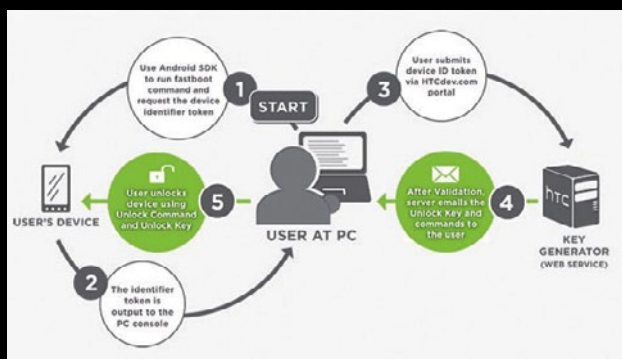 Use Android SDK
to run fastboot
command and
request the device
identifier token
1
START
3
User submits
device ID token
via HTCdev.com
portal
User unlocks
device using
Unlock Command
and Unlock Key
5
After Validation,
server emails the
Unlock Key and
commands to
the user
4
htc
USER'S DEVICE
USER AT PC
KEY
GENERATOR
(WEB SERVICE)
2
The identifier
token is
output to the
PC console